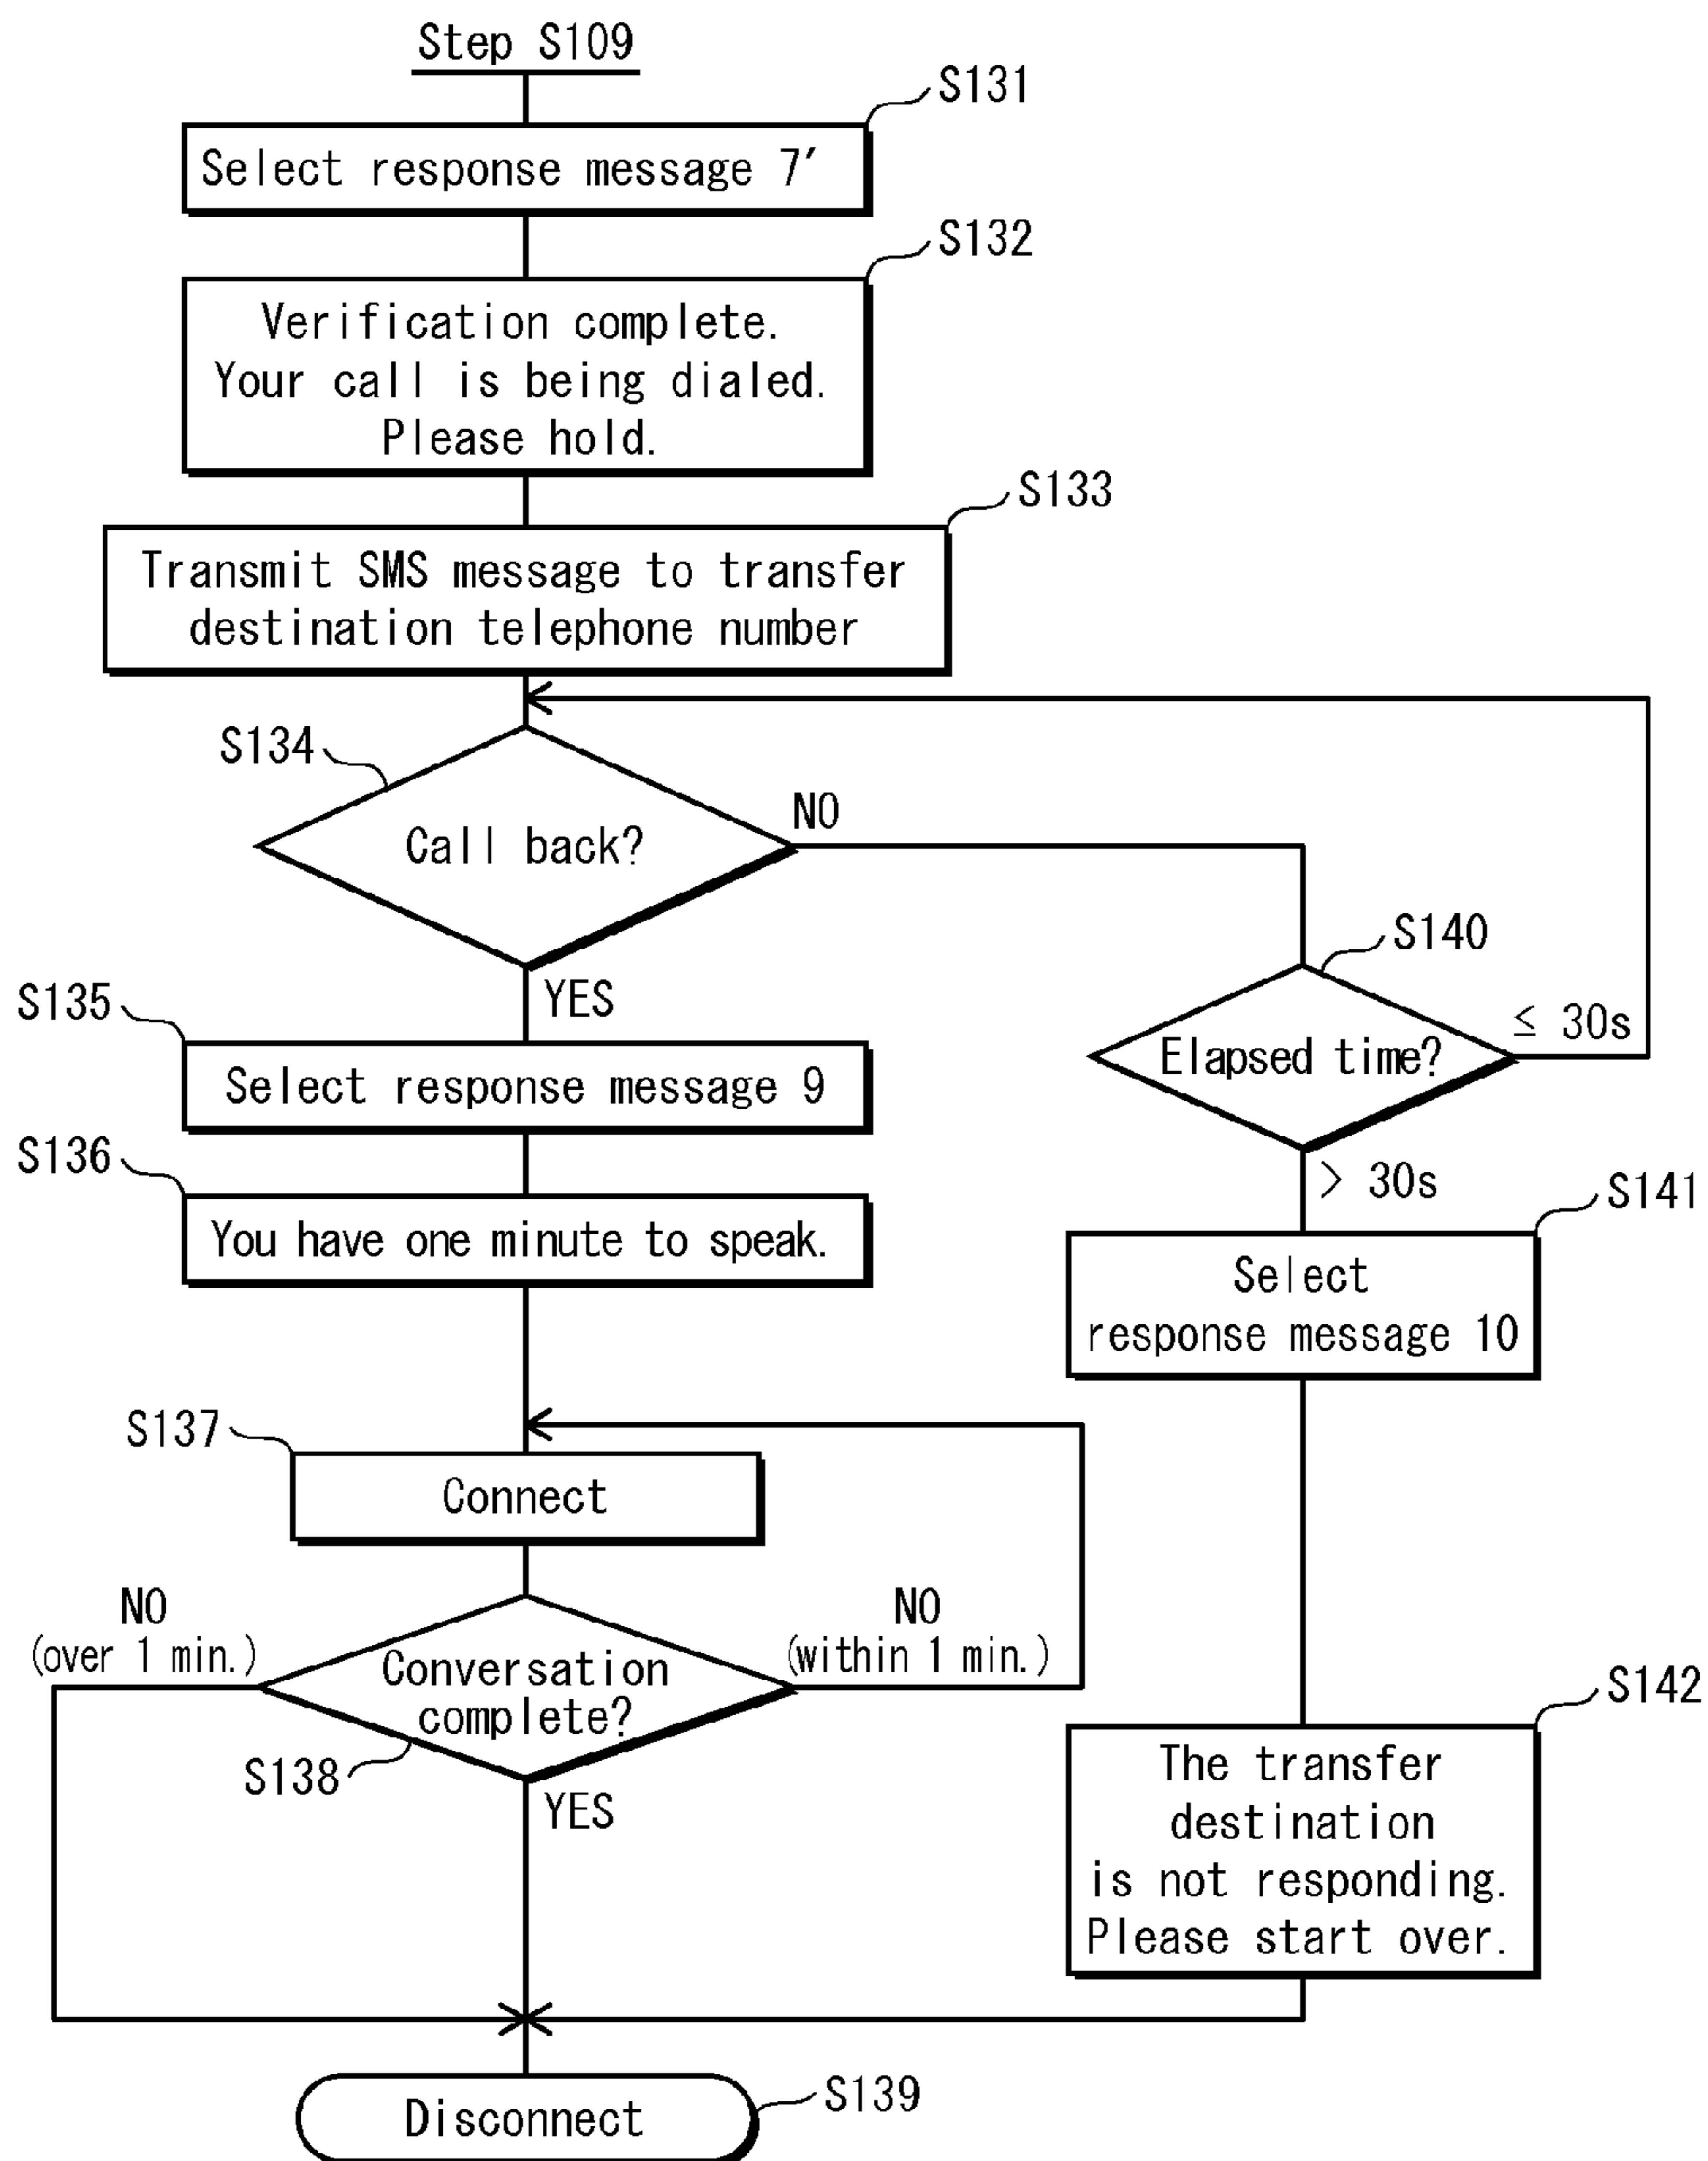 Step S109
S131
Select response message 7′
S132
Verification complete.
Your call is being dialed.
Please hold.
S133
Transmit SMS message to transfer
destination telephone number
S134
Call back?
NO
YES
S140
Elapsed time?
≤ 30s
> 30s
S135
Select response message 9
S136
You have one minute to speak.
S141
Select
response message 10
S137
Connect
NO
(over 1 min.)
Conversation
complete?
NO
(within 1 min.)
S138
YES
S142
The transfer
destination
is not responding.
Please start over.
Disconnect
S139